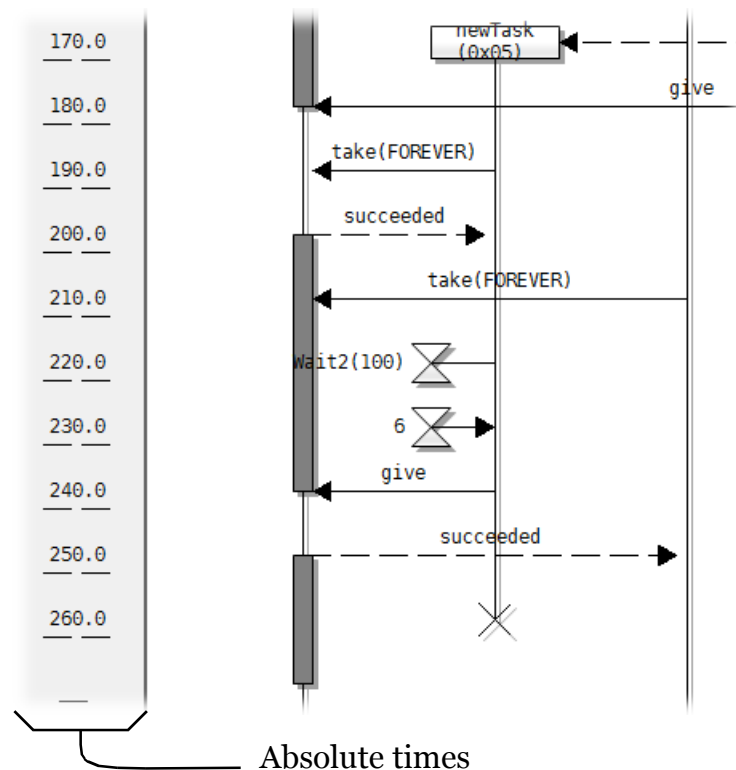 newTask
170.0
(0x05)
give
180.0
take(FOREVER)
190.0
succeeded
200.0
take(FOREVER)
210.0
220.0
Wait2(100)
230.0
6
give
240.0
succeeded
250.0
260.0
Absolute times